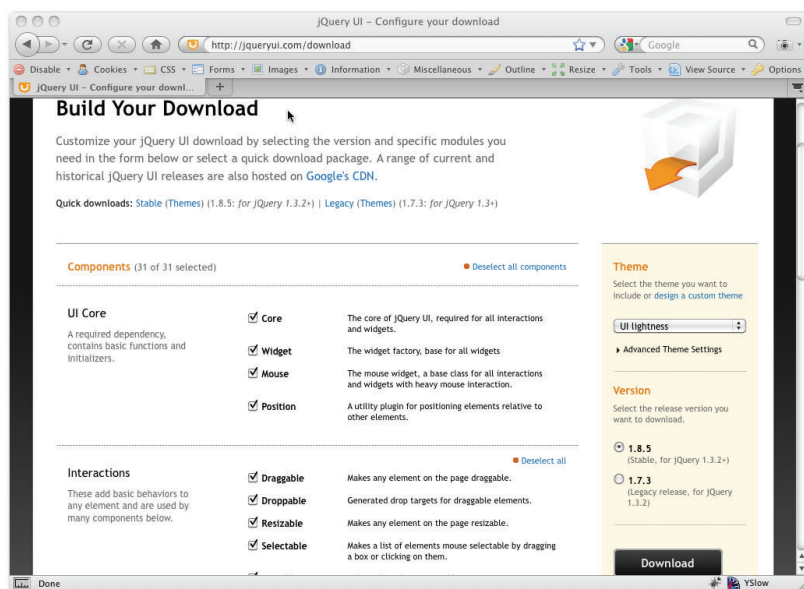 jQuery UI – Configure your download
http://jqueryui.com/download
Google
Disable Cookies CSS Forms Images Information Miscellaneous Outline Resize Tools View Source Options
jQuery UI – Configure your downl...
Build Your Download
Customize your jQuery UI download by selecting the version and specific modules you
need in the form below or select a quick download package. A range of current and
historical jQuery UI releases are also hosted on Google's CDN.
Quick downloads: Stable (Themes) (1.8.5: for jQuery 1.3.2+) | Legacy (Themes) (1.7.3: for jQuery 1.3+)
Components (31 of 31 selected)
Deselect all components
UI Core
A required dependency,
contains basic functions and
initializers.
Core
The core of jQuery UI, required for all interactions
and widgets.
Widget
The widget factory, base for all widgets
Mouse
The mouse widget, a base class for all interactions
and widgets with heavy mouse interaction.
Position
A utility plugin for positioning elements relative to
other elements.
Deselect all
Interactions
These add basic behaviors to
any element and are used by
many components below.
Draggable
Makes any element on the page draggable.
Droppable
Generated drop targets for draggable elements.
Resizable
Makes any element on the page resizable.
Selectable
Makes a list of elements mouse selectable by dragging
a box or clicking on them.
Theme
Select the theme you want to
include or design a custom theme
UI lightness
Advanced Theme Settings
Version
Select the release version you
want to download.
1.8.5
(Stable, for jQuery 1.3.2+)
1.7.3
(Legacy release, for jQuery
1.3.2)
Download
Done
YSlow